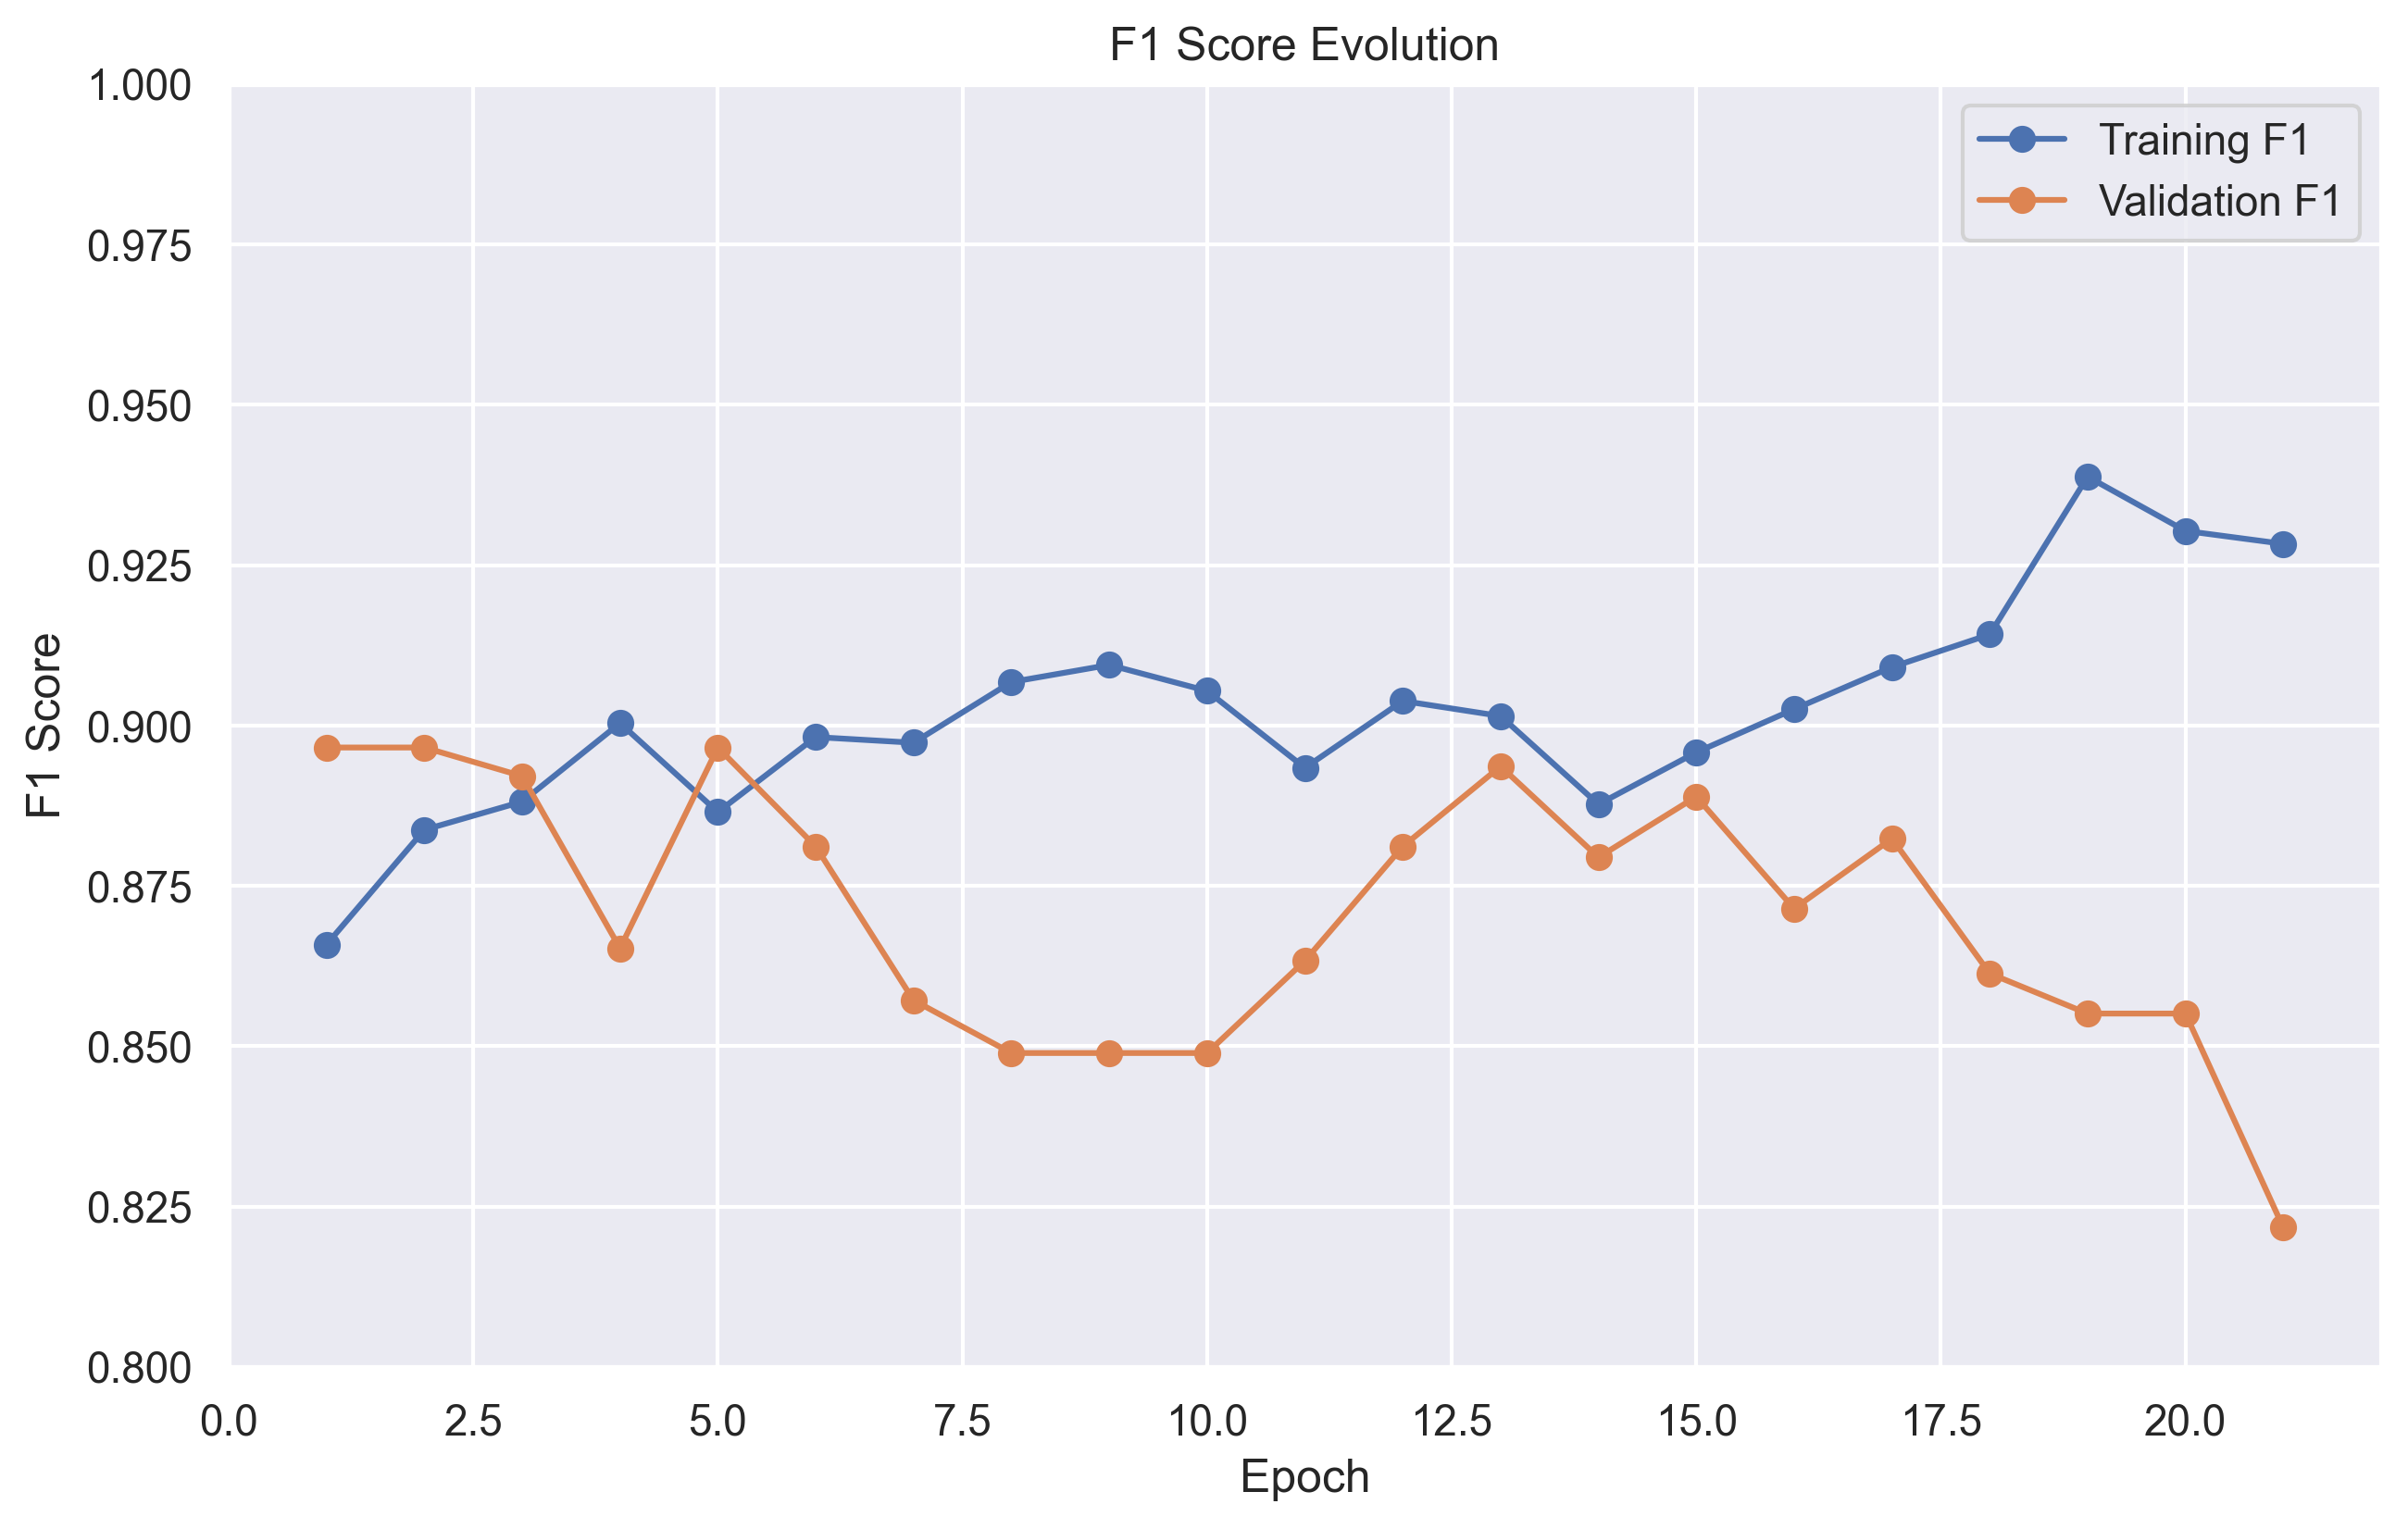 F1 Score Evolution
1.000
0.975
0.950
0.925
0.900
0.875
0.850
0.825
0.800
F1 Score
Training F1
Validation F1
0.0 2.5 5.0 7.5 10.0 12.5 15.0 17.5 20.0
Epoch